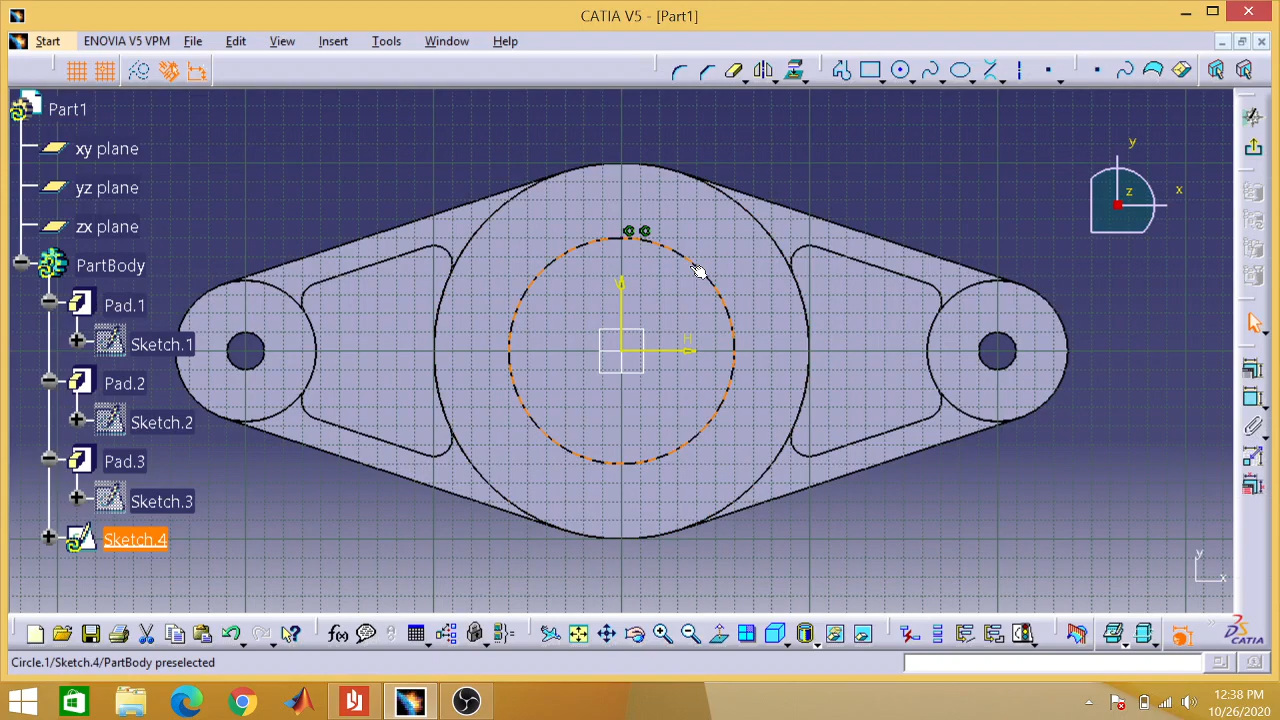 CATIA V5 - [Part1]
Start ENOVIA V5 VPM File Edit View Insert Tools Window Help
Part1
xy plane
yz plane
zx plane
PartBody
Pad.1
Sketch.1
Pad.2
Sketch.2
Pad.3
Sketch.3
Sketch.4
V
H
y
x
z
y
x
f(x)
CATIA
Circle.1/Sketch.4/PartBody preselected
12:38 PM
10/26/2020